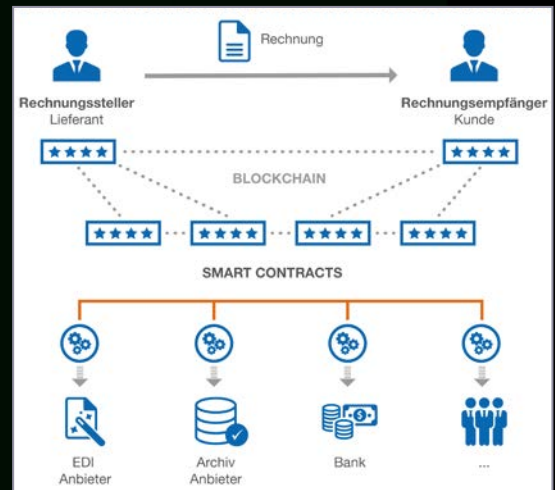 Rechnung
Rechnungssteller
Lieferant
Rechnungsempfänger
Kunde
BLOCKCHAIN
SMART CONTRACTS
EDI
Anbieter
Archiv
Anbieter
Bank
...